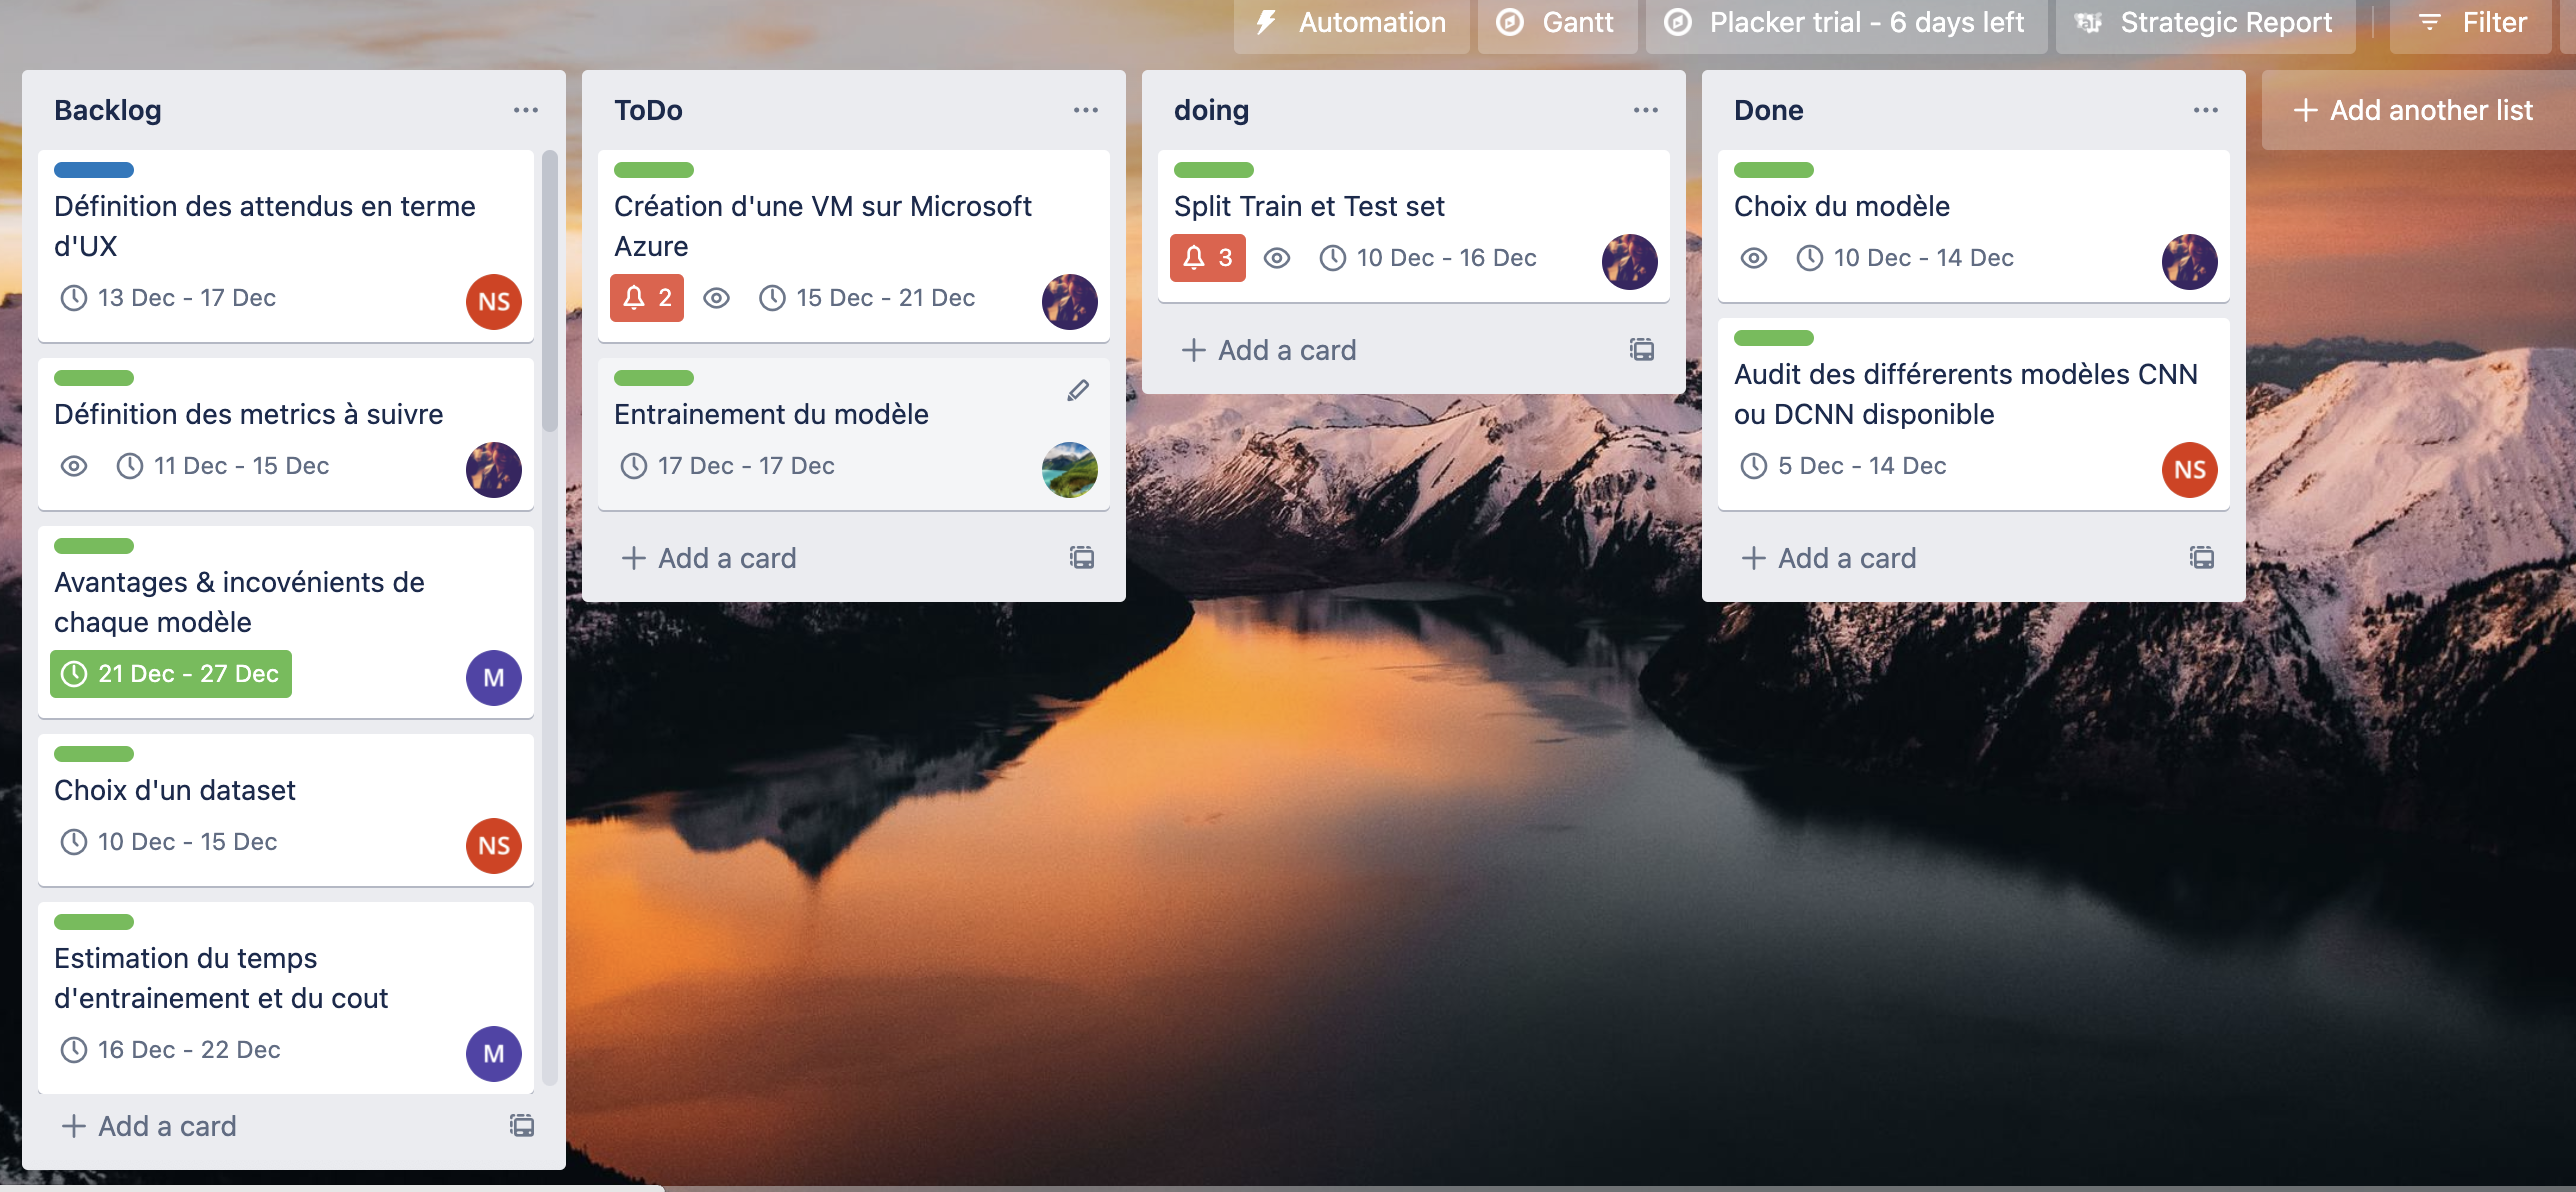 Automation
Gantt
Placker trial - 6 days left
Strategic Report
Filter
Backlog
Définition des attendus en terme
d'UX
13 Dec - 17 Dec
NS
Définition des metrics à suivre
11 Dec - 15 Dec
Avantages & incovénients de
chaque modèle
21 Dec - 27 Dec
M
Choix d'un dataset
10 Dec - 15 Dec
NS
Estimation du temps
d'entrainement et du cout
16 Dec - 22 Dec
M
+ Add a card
ToDo
Création d'une VM sur Microsoft
Azure
2
15 Dec - 21 Dec
Entrainement du modèle
17 Dec - 17 Dec
+ Add a card
doing
Split Train et Test set
3
10 Dec - 16 Dec
+ Add a card
Done
Choix du modèle
10 Dec - 14 Dec
Audit des différerents modèles CNN
ou DCNN disponible
5 Dec - 14 Dec
NS
+ Add a card
+ Add another list